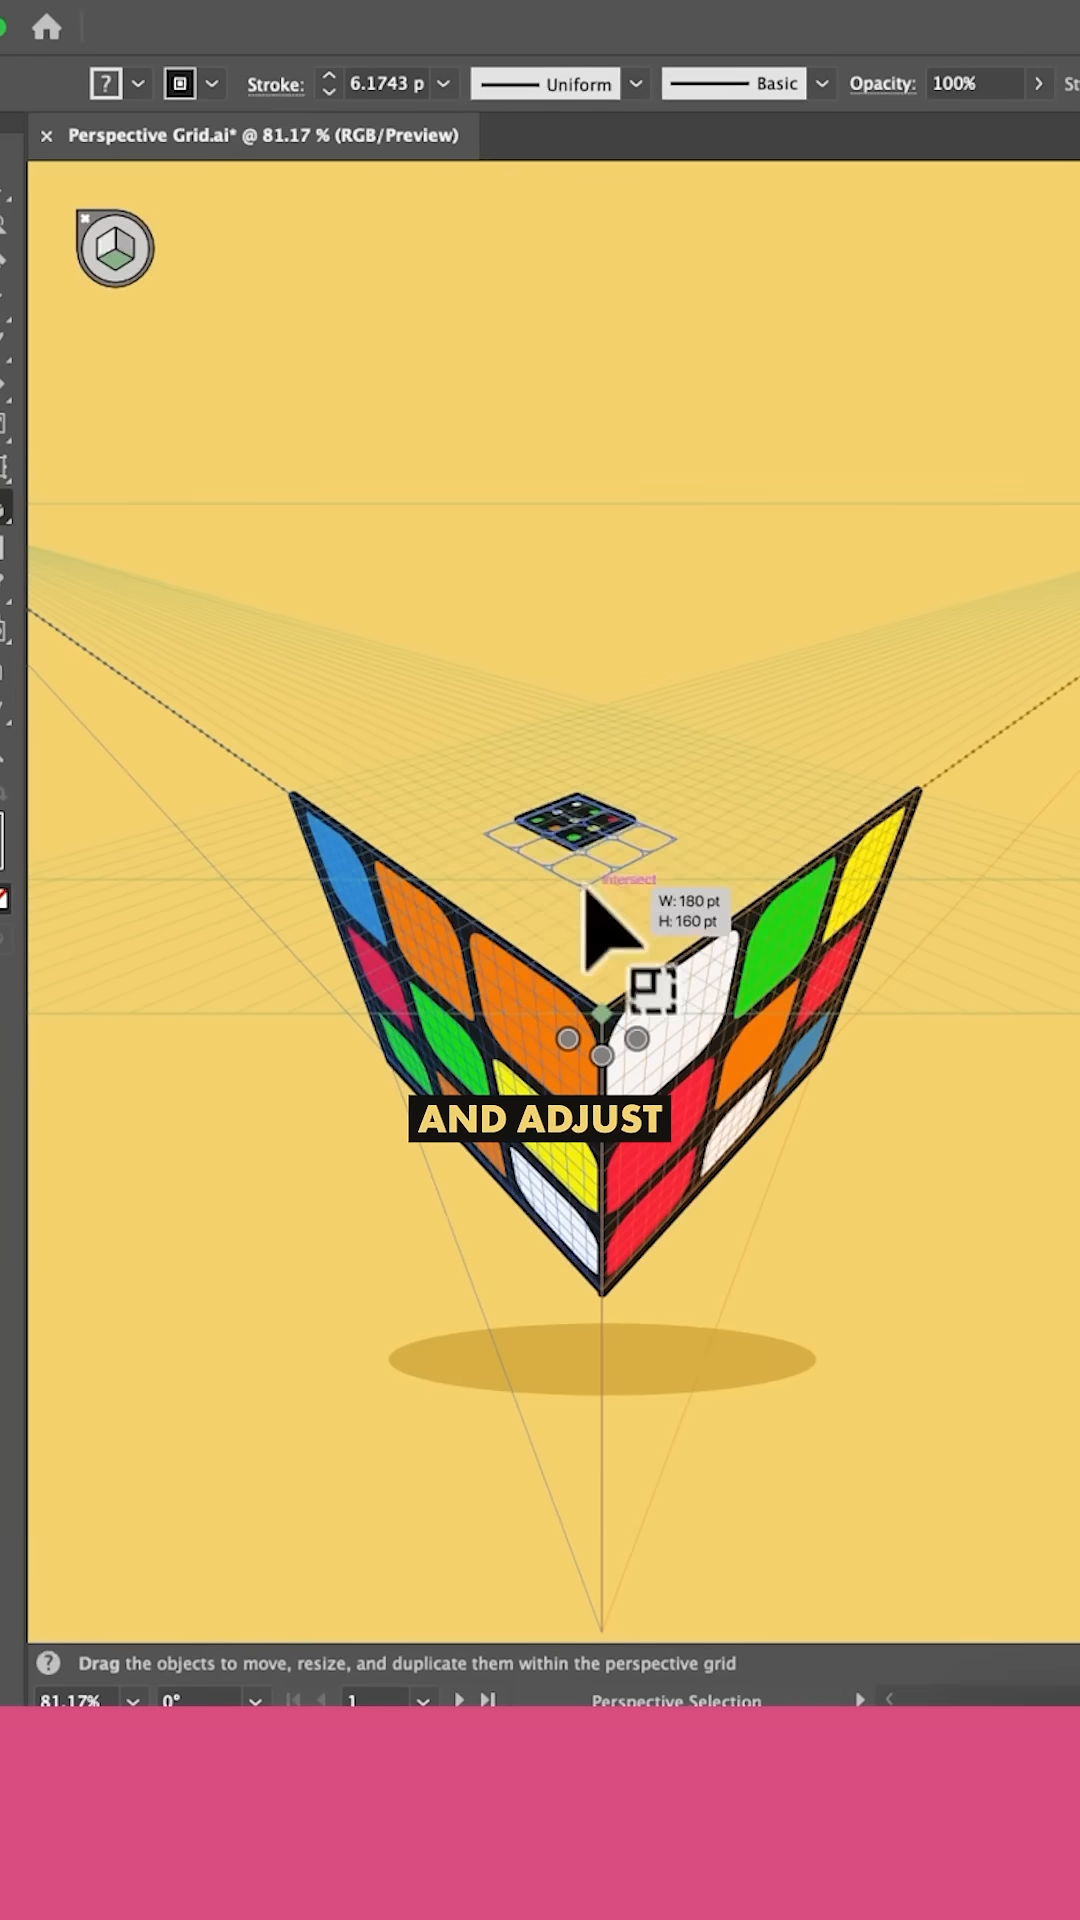 ? Stroke: 6.1743 p Uniform Basic Opacity: 100% St
× Perspective Grid.ai* @ 81.17 % (RGB/Preview)
intersect
W: 180 pt
H: 160 pt
AND ADJUST
? Drag the objects to move, resize, and duplicate them within the perspective grid
81.17% 0° 1 Perspective Selection